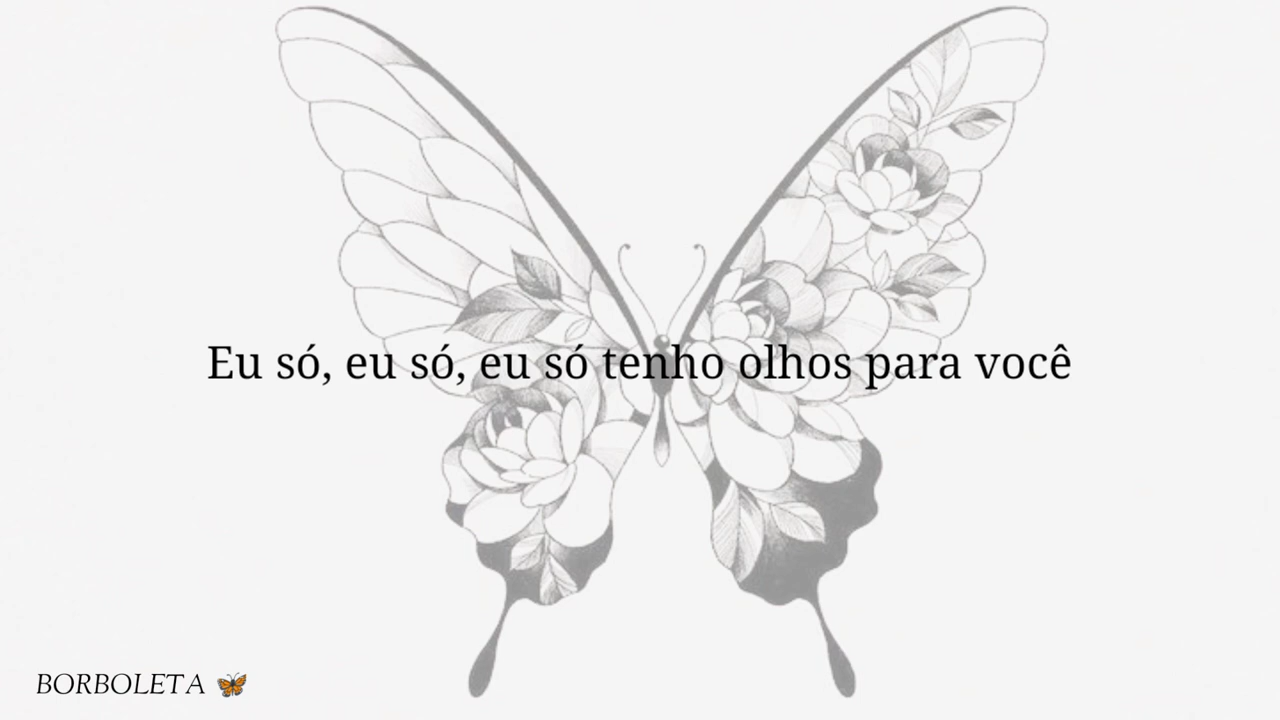 Eu só, eu só, eu só tenho olhos para você
BORBOLETA 🦋